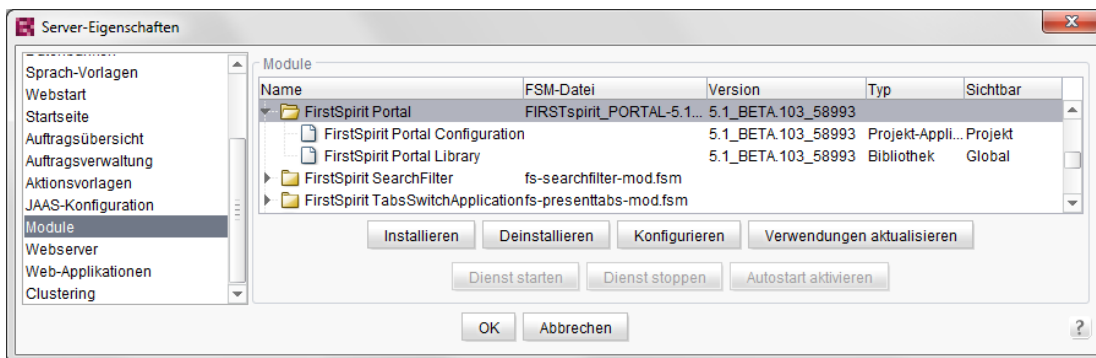 Server-Eigenschaften
Sprach-Vorlagen
Webstart
Startseite
Auftragsübersicht
Auftragsverwaltung
Aktionsvorlagen
JAAS-Konfiguration
Module
Webserver
Web-Applikationen
Clustering
Module
Name FSM-Datei Version Typ Sichtbar
FirstSpirit Portal FIRSTspirit_PORTAL-5.1... 5.1_BETA.103_58993
FirstSpirit Portal Configuration 5.1_BETA.103_58993 Projekt-Appli... Projekt
FirstSpirit Portal Library 5.1_BETA.103_58993 Bibliothek Global
FirstSpirit SearchFilter fs-searchfilter-mod.fsm
FirstSpirit TabsSwitchApplication fs-presenttabs-mod.fsm
Installieren Deinstallieren Konfigurieren Verwendungen aktualisieren
Dienst starten Dienst stoppen Autostart aktivieren
OK Abbrechen ?